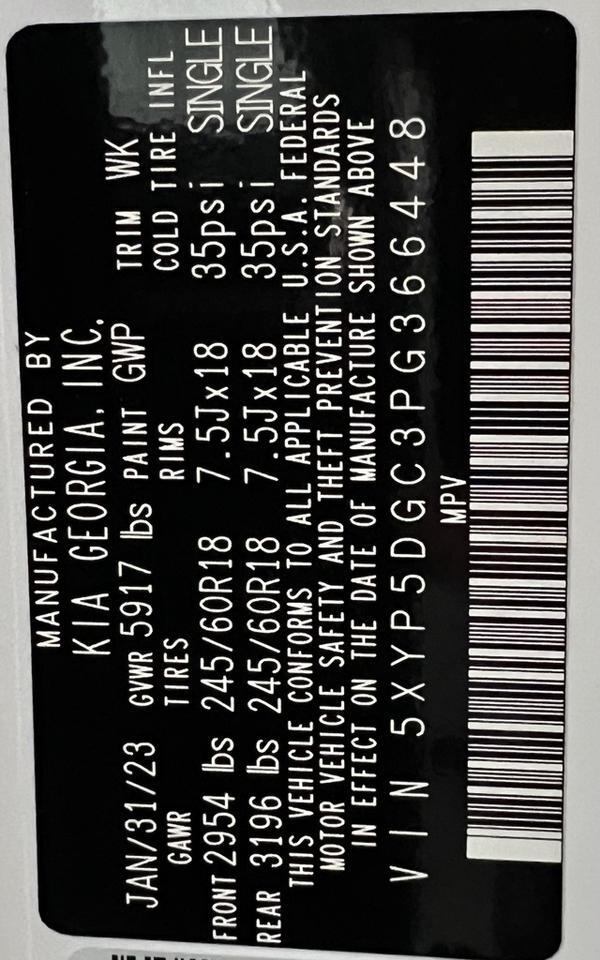 MANUFACTURED BY
KIA GEORGIA, INC.
JAN/31/23 GVWR 5917 lbs PAINT GWP TRIM WK
GAWR TIRES RIMS COLD TIRE INFL
FRONT 2954 lbs 245/60R18 7.5Jx18 35psi SINGLE
REAR 3196 lbs 245/60R18 7.5Jx18 35psi SINGLE
THIS VEHICLE CONFORMS TO ALL APPLICABLE U.S.A. FEDERAL
MOTOR VEHICLE SAFETY AND THEFT PREVENTION STANDARDS
IN EFFECT ON THE DATE OF MANUFACTURE SHOWN ABOVE
VIN 5XYP5DGC3PG366448
MPV